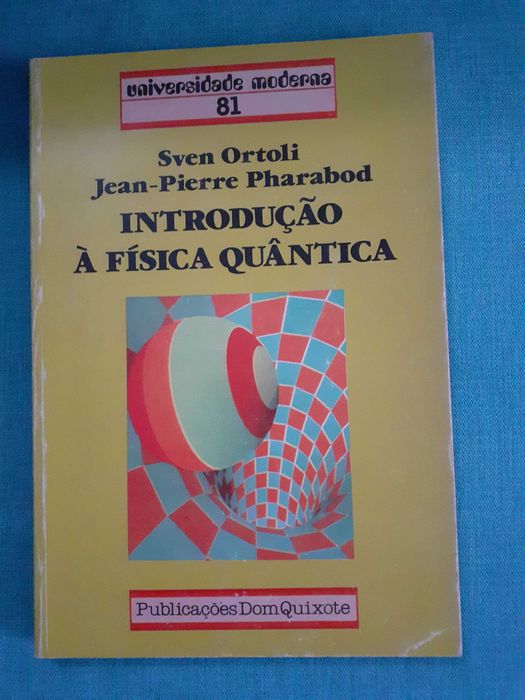 universidade moderna
81
Sven Ortoli
Jean-Pierre Pharabod
INTRODUÇÃO
À FÍSICA QUÂNTICA
Publicações Dom Quixote